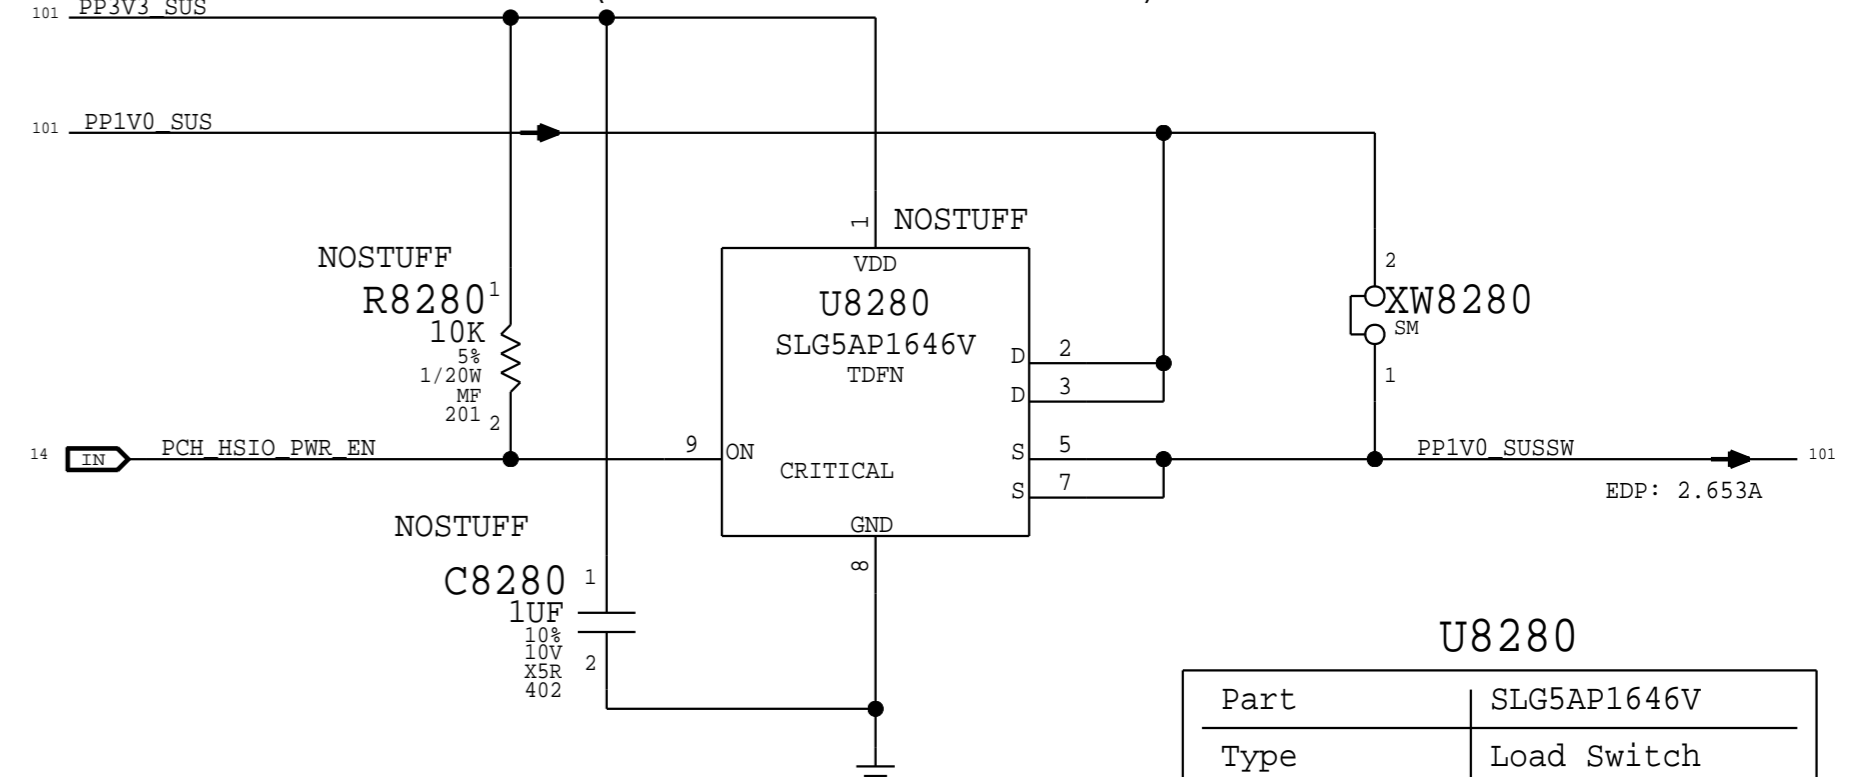 101 PP3V3_SUS
101 PP1V0_SUS
1 NOSTUFF
NOSTUFF
R8280 1
10K
5%
1/20W
MF
201 2
VDD
U8280
SLG5AP1646V
TDFN
D 2
D 3
2
XW8280
SM
1
14 IN PCH_HSIO_PWR_EN 9 ON
CRITICAL
S 5
S 7
PP1V0_SUSSW 101
EDP: 2.653A
GND
8
NOSTUFF
C8280 1
1UF
10%
10V
X5R
402
2
U8280
Part SLG5AP1646V
Type Load Switch